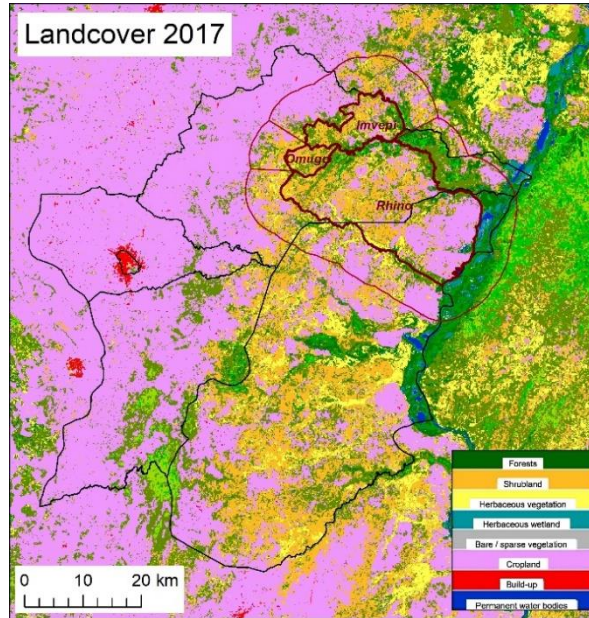 Landcover 2017
Imvepi
Omugo
Rhino
Forests
Shrubland
Herbaceous vegetation
Herbaceous wetland
Bare / sparse vegetation
Cropland
Build-up
Permanent water bodies
0 10 20 km